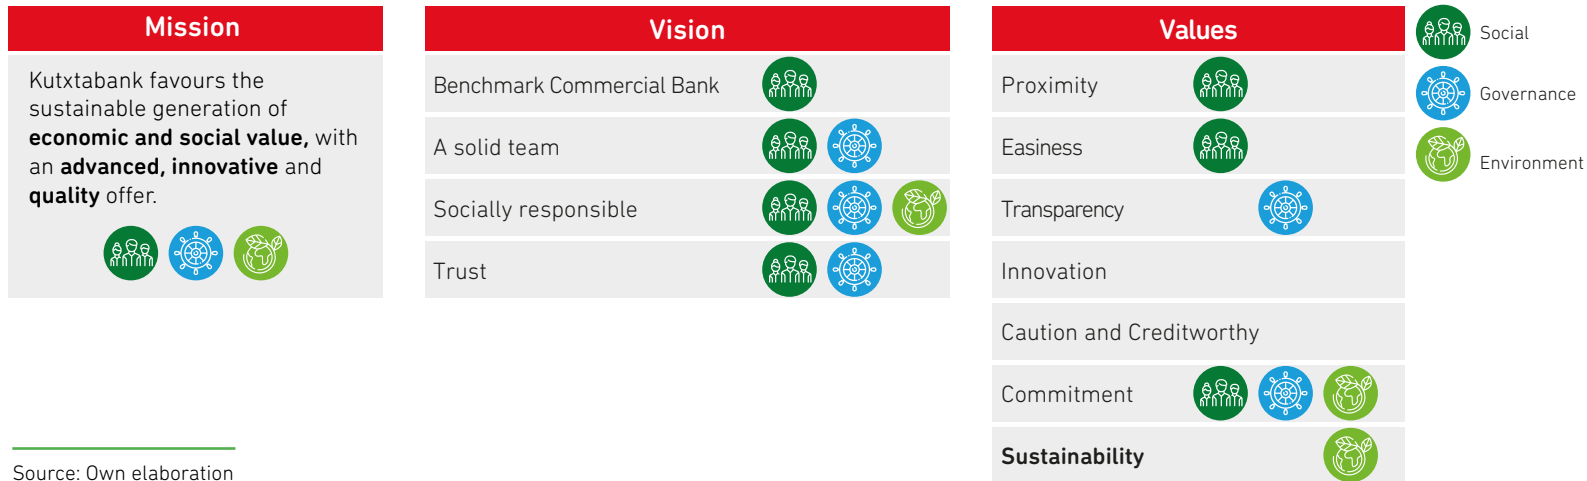 Mission
Kutxtabank favours the
sustainable generation of
economic and social value, with
an advanced, innovative and
quality offer.
Vision
Benchmark Commercial Bank
A solid team
Socially responsible
Trust
Values
Proximity
Easiness
Transparency
Innovation
Caution and Creditworthy
Commitment
Sustainability
Social
Governance
Environment
Source: Own elaboration